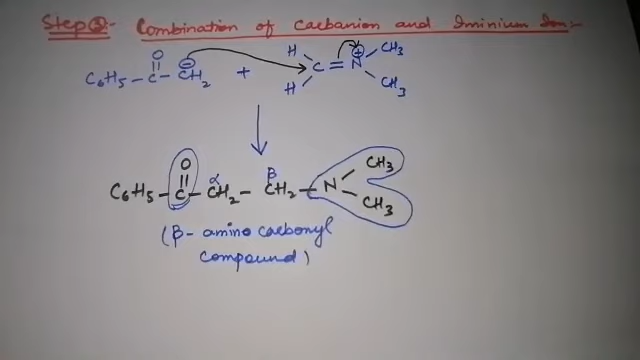 Step②:- Combination of Carbanion and Iminium Ion:-
O
C6H5 - C - CH2 ⊖ + H H C = N ⊕ CH3 CH3
O
C6H5 - C - CH2 α - CH2 β - N CH3 CH3
(β- amino carbonyl
compound)